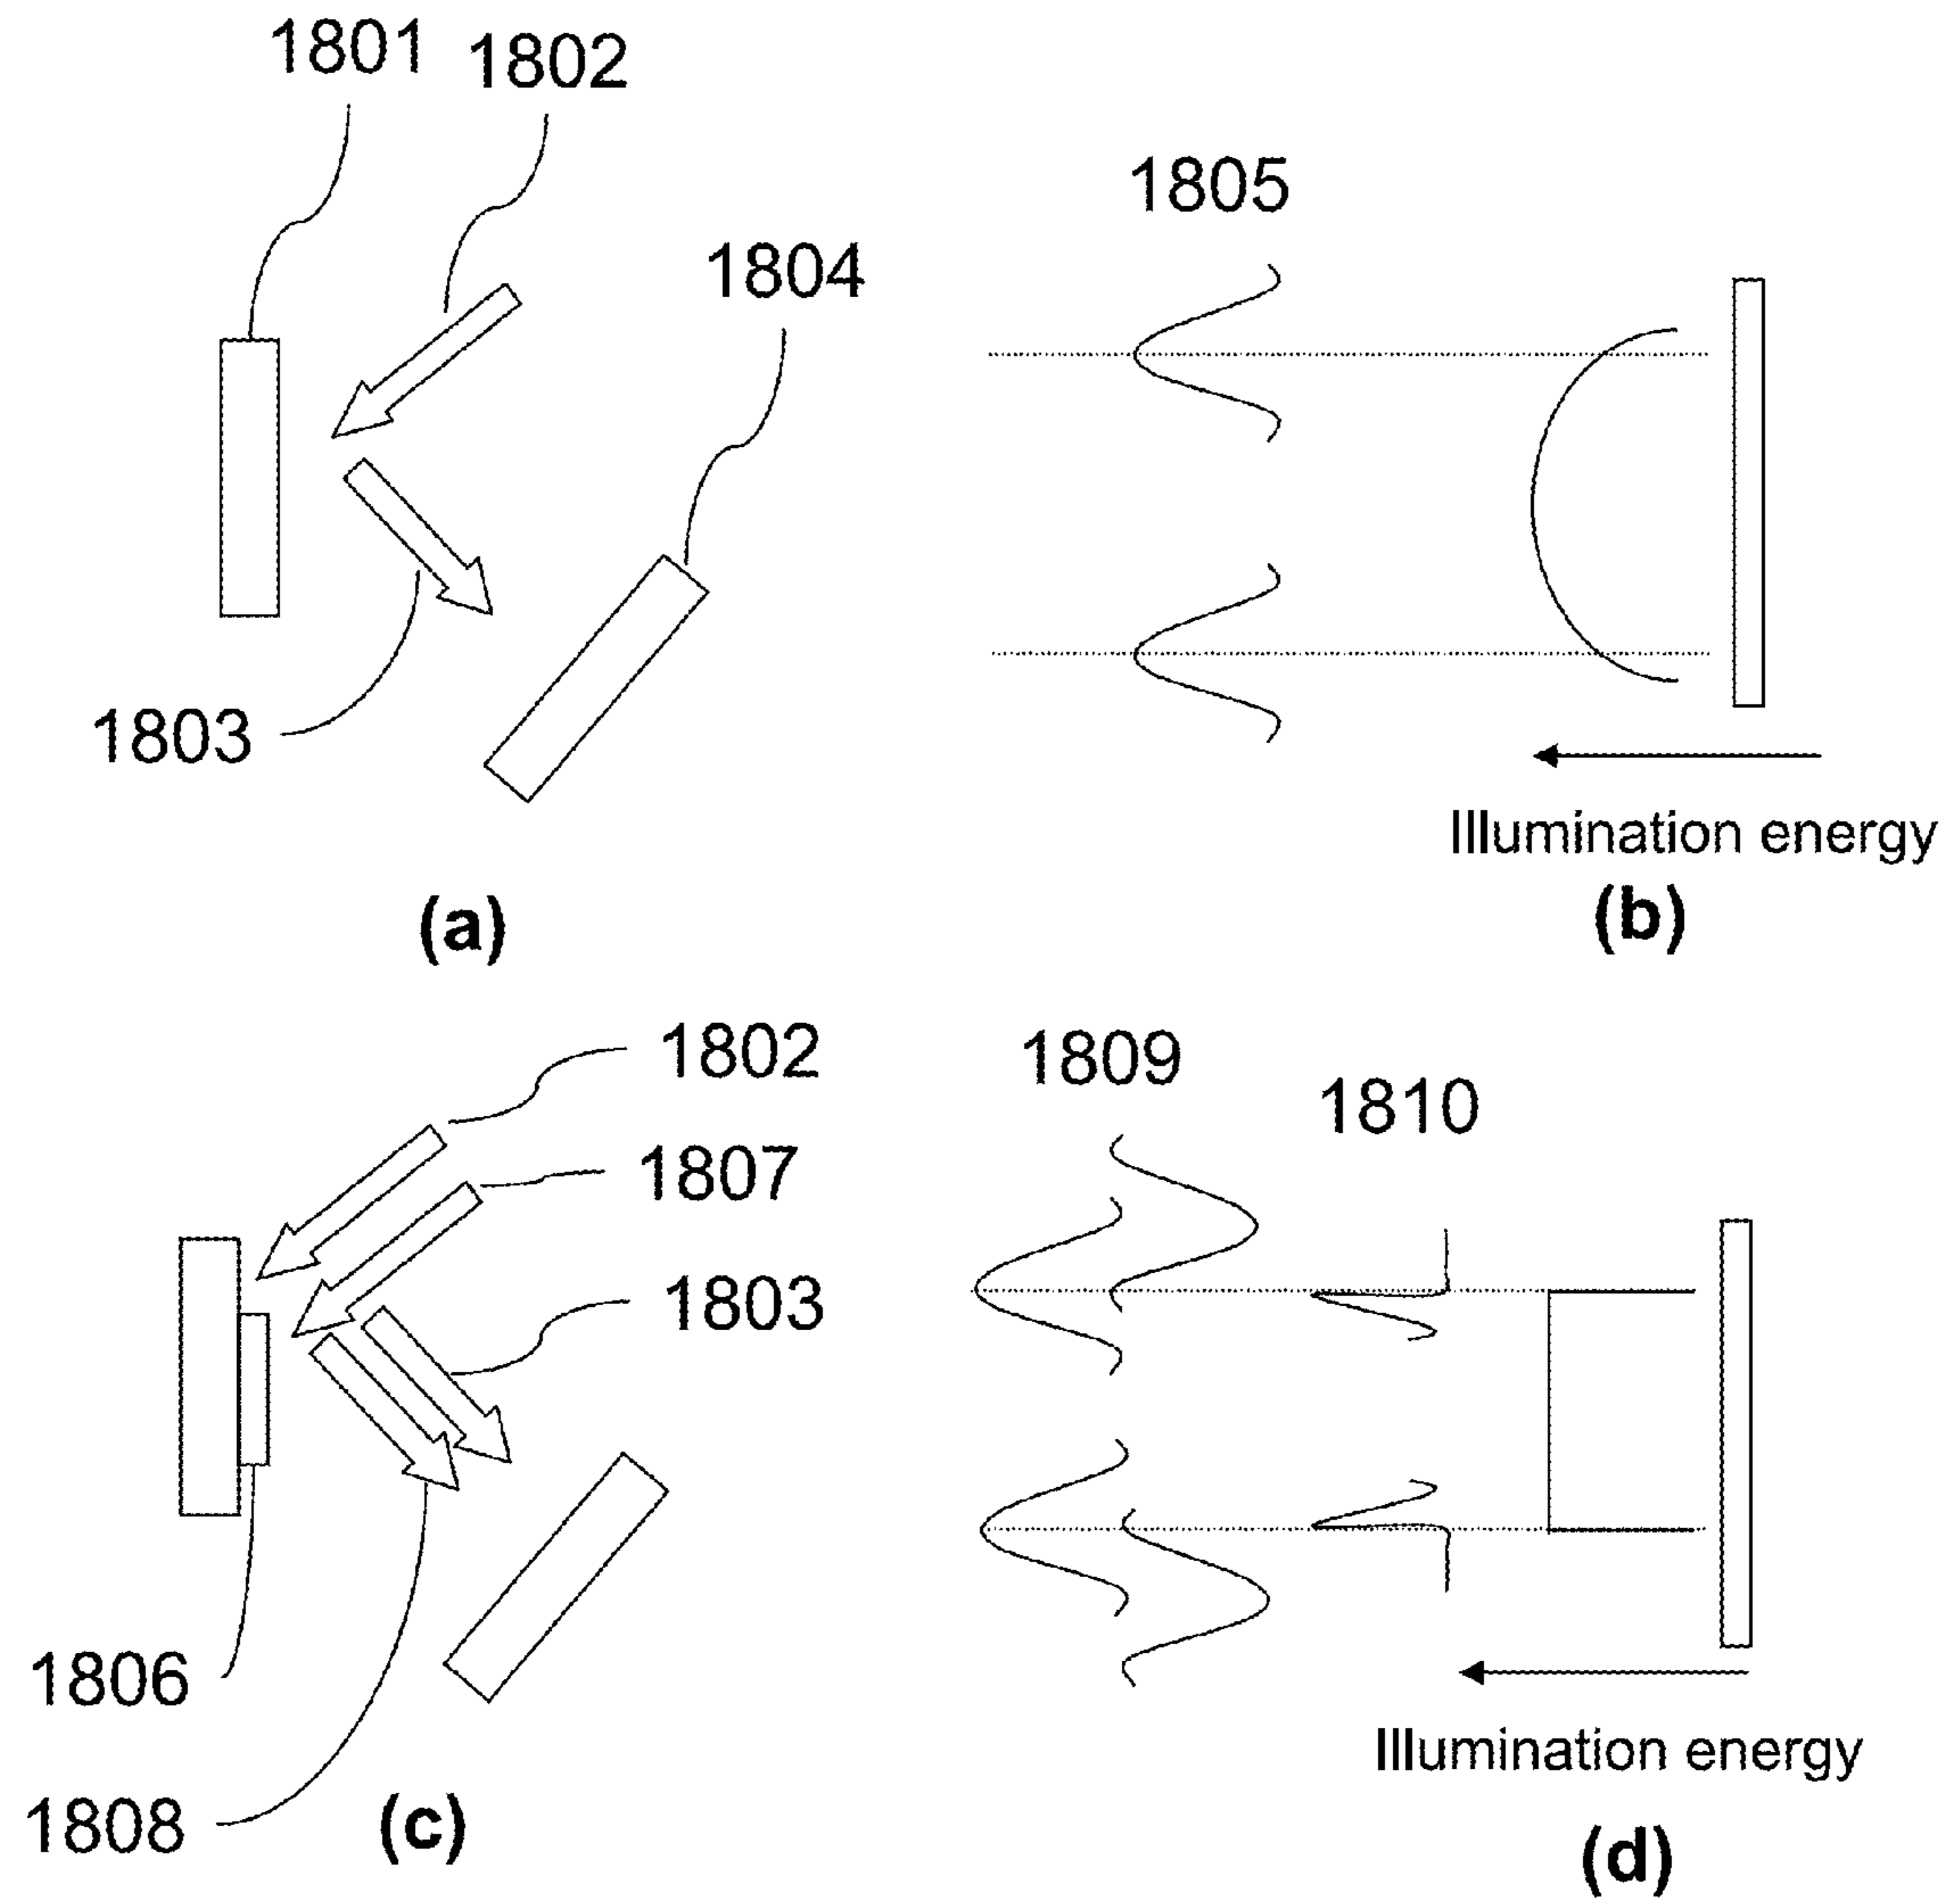 1801
1802
1804
1803
(a)
1805
Illumination energy
(b)
1802
1807
1803
1806
1808
(c)
1809
1810
Illumination energy
(d)